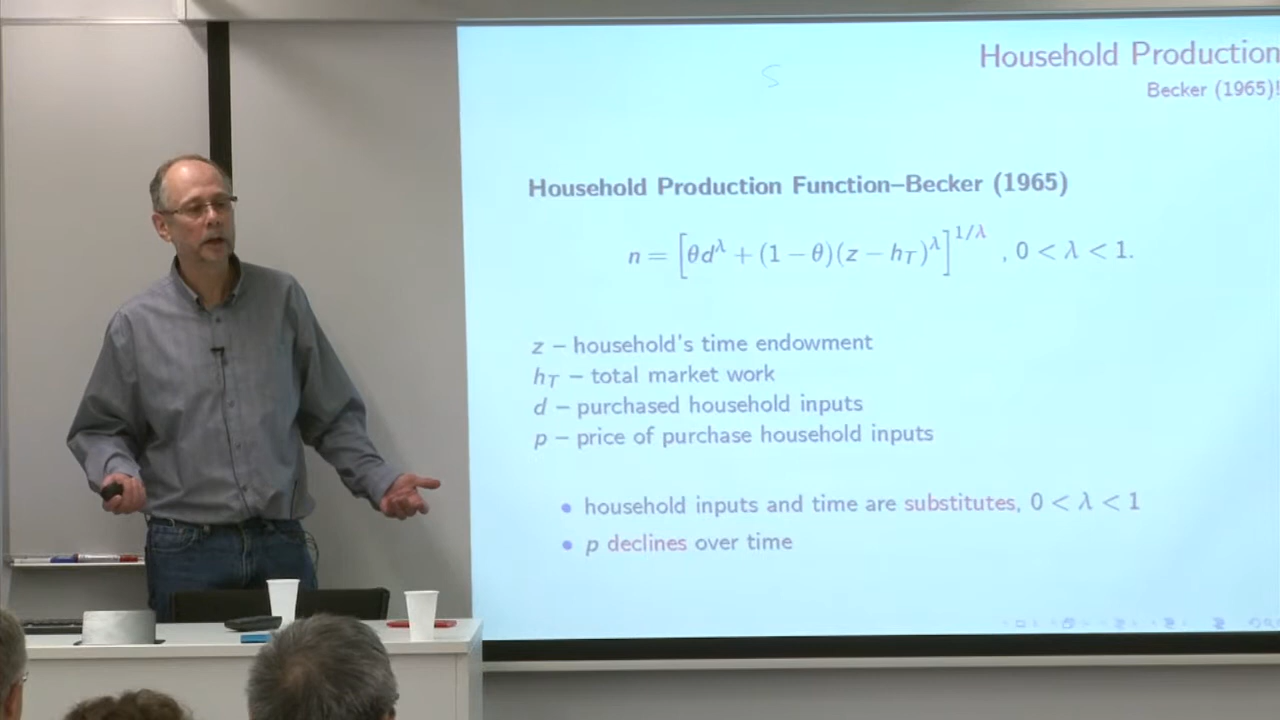 Household Production
Becker (1965)!
S
Household Production Function–Becker (1965)
n = [θd^λ + (1 − θ)(z − h_T)^λ]^{1/λ} , 0 < λ < 1.
z – household's time endowment
h_T – total market work
d – purchased household inputs
p – price of purchase household inputs
• household inputs and time are substitutes, 0 < λ < 1
• p declines over time